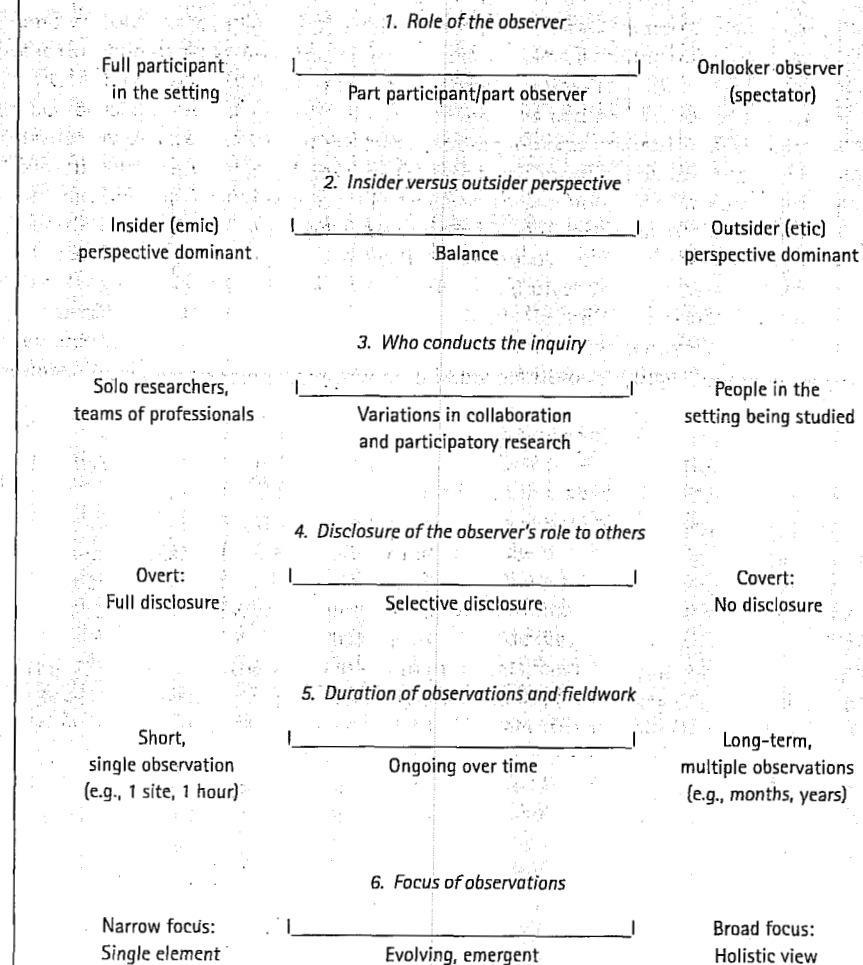 1. Role of the observer
Full participant
in the setting
Part participant/part observer
Onlooker observer
(spectator)
2. Insider versus outsider perspective
Insider (emic)
perspective dominant
Balance
Outsider (etic)
perspective dominant
3. Who conducts the inquiry
Solo researchers,
teams of professionals
Variations in collaboration
and participatory research
People in the
setting being studied
4. Disclosure of the observer's role to others
Overt:
Full disclosure
Selective disclosure
Covert:
No disclosure
5. Duration of observations and fieldwork
Short,
single observation
(e.g., 1 site, 1 hour)
Ongoing over time
Long-term,
multiple observations
(e.g., months, years)
6. Focus of observations
Narrow focus:
Single element
Evolving, emergent
Broad focus:
Holistic view